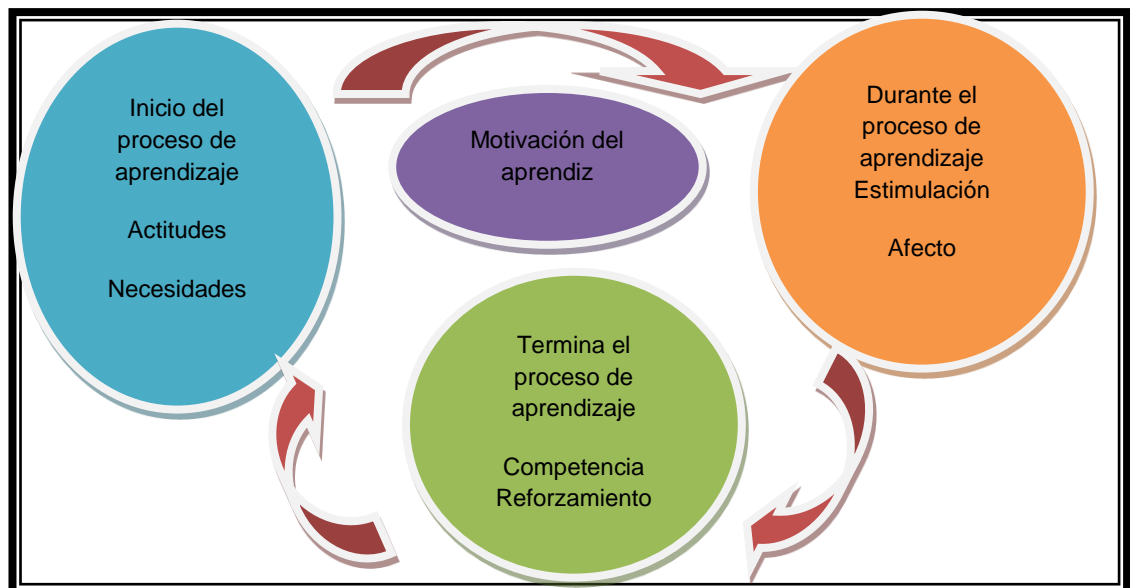 Inicio del
proceso de
aprendizaje
Actitudes
Necesidades
Motivación del
aprendiz
Durante el
proceso de
aprendizaje
Estimulación
Afecto
Termina el
proceso de
aprendizaje
Competencia
Reforzamiento